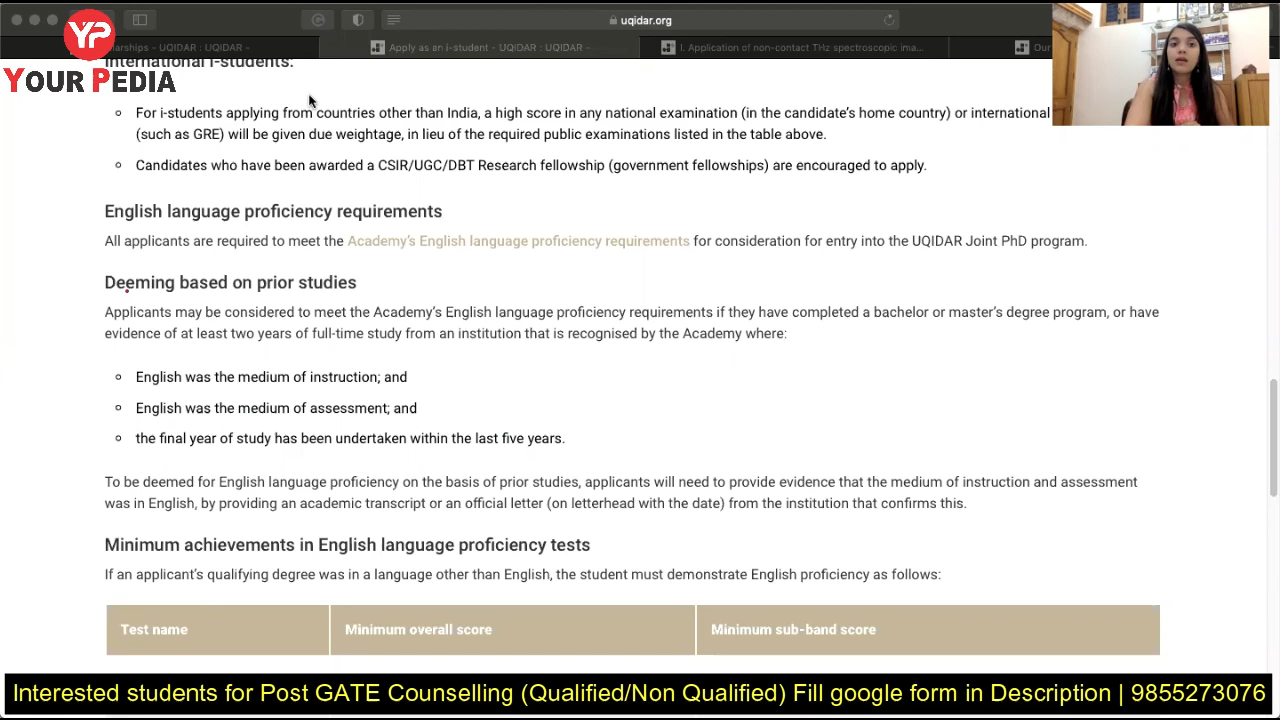 YP
YOUR PEDIA
uqidar.org
larships - UQIDAR : UQIDAR -
Apply as an i-student - UQIDAR : UQIDAR -
I. Application of non-contact THz spectroscopic ima...
Our
International i-students:
For i-students applying from countries other than India, a high score in any national examination (in the candidate's home country) or international
(such as GRE) will be given due weightage, in lieu of the required public examinations listed in the table above.
Candidates who have been awarded a CSIR/UGC/DBT Research fellowship (government fellowships) are encouraged to apply.
English language proficiency requirements
All applicants are required to meet the Academy's English language proficiency requirements for consideration for entry into the UQIDAR Joint PhD program.
Deeming based on prior studies
Applicants may be considered to meet the Academy's English language proficiency requirements if they have completed a bachelor or master's degree program, or have
evidence of at least two years of full-time study from an institution that is recognised by the Academy where:
English was the medium of instruction; and
English was the medium of assessment; and
the final year of study has been undertaken within the last five years.
To be deemed for English language proficiency on the basis of prior studies, applicants will need to provide evidence that the medium of instruction and assessment
was in English, by providing an academic transcript or an official letter (on letterhead with the date) from the institution that confirms this.
Minimum achievements in English language proficiency tests
If an applicant's qualifying degree was in a language other than English, the student must demonstrate English proficiency as follows:
Test name Minimum overall score Minimum sub-band score
Interested students for Post GATE Counselling (Qualified/Non Qualified) Fill google form in Description | 9855273076